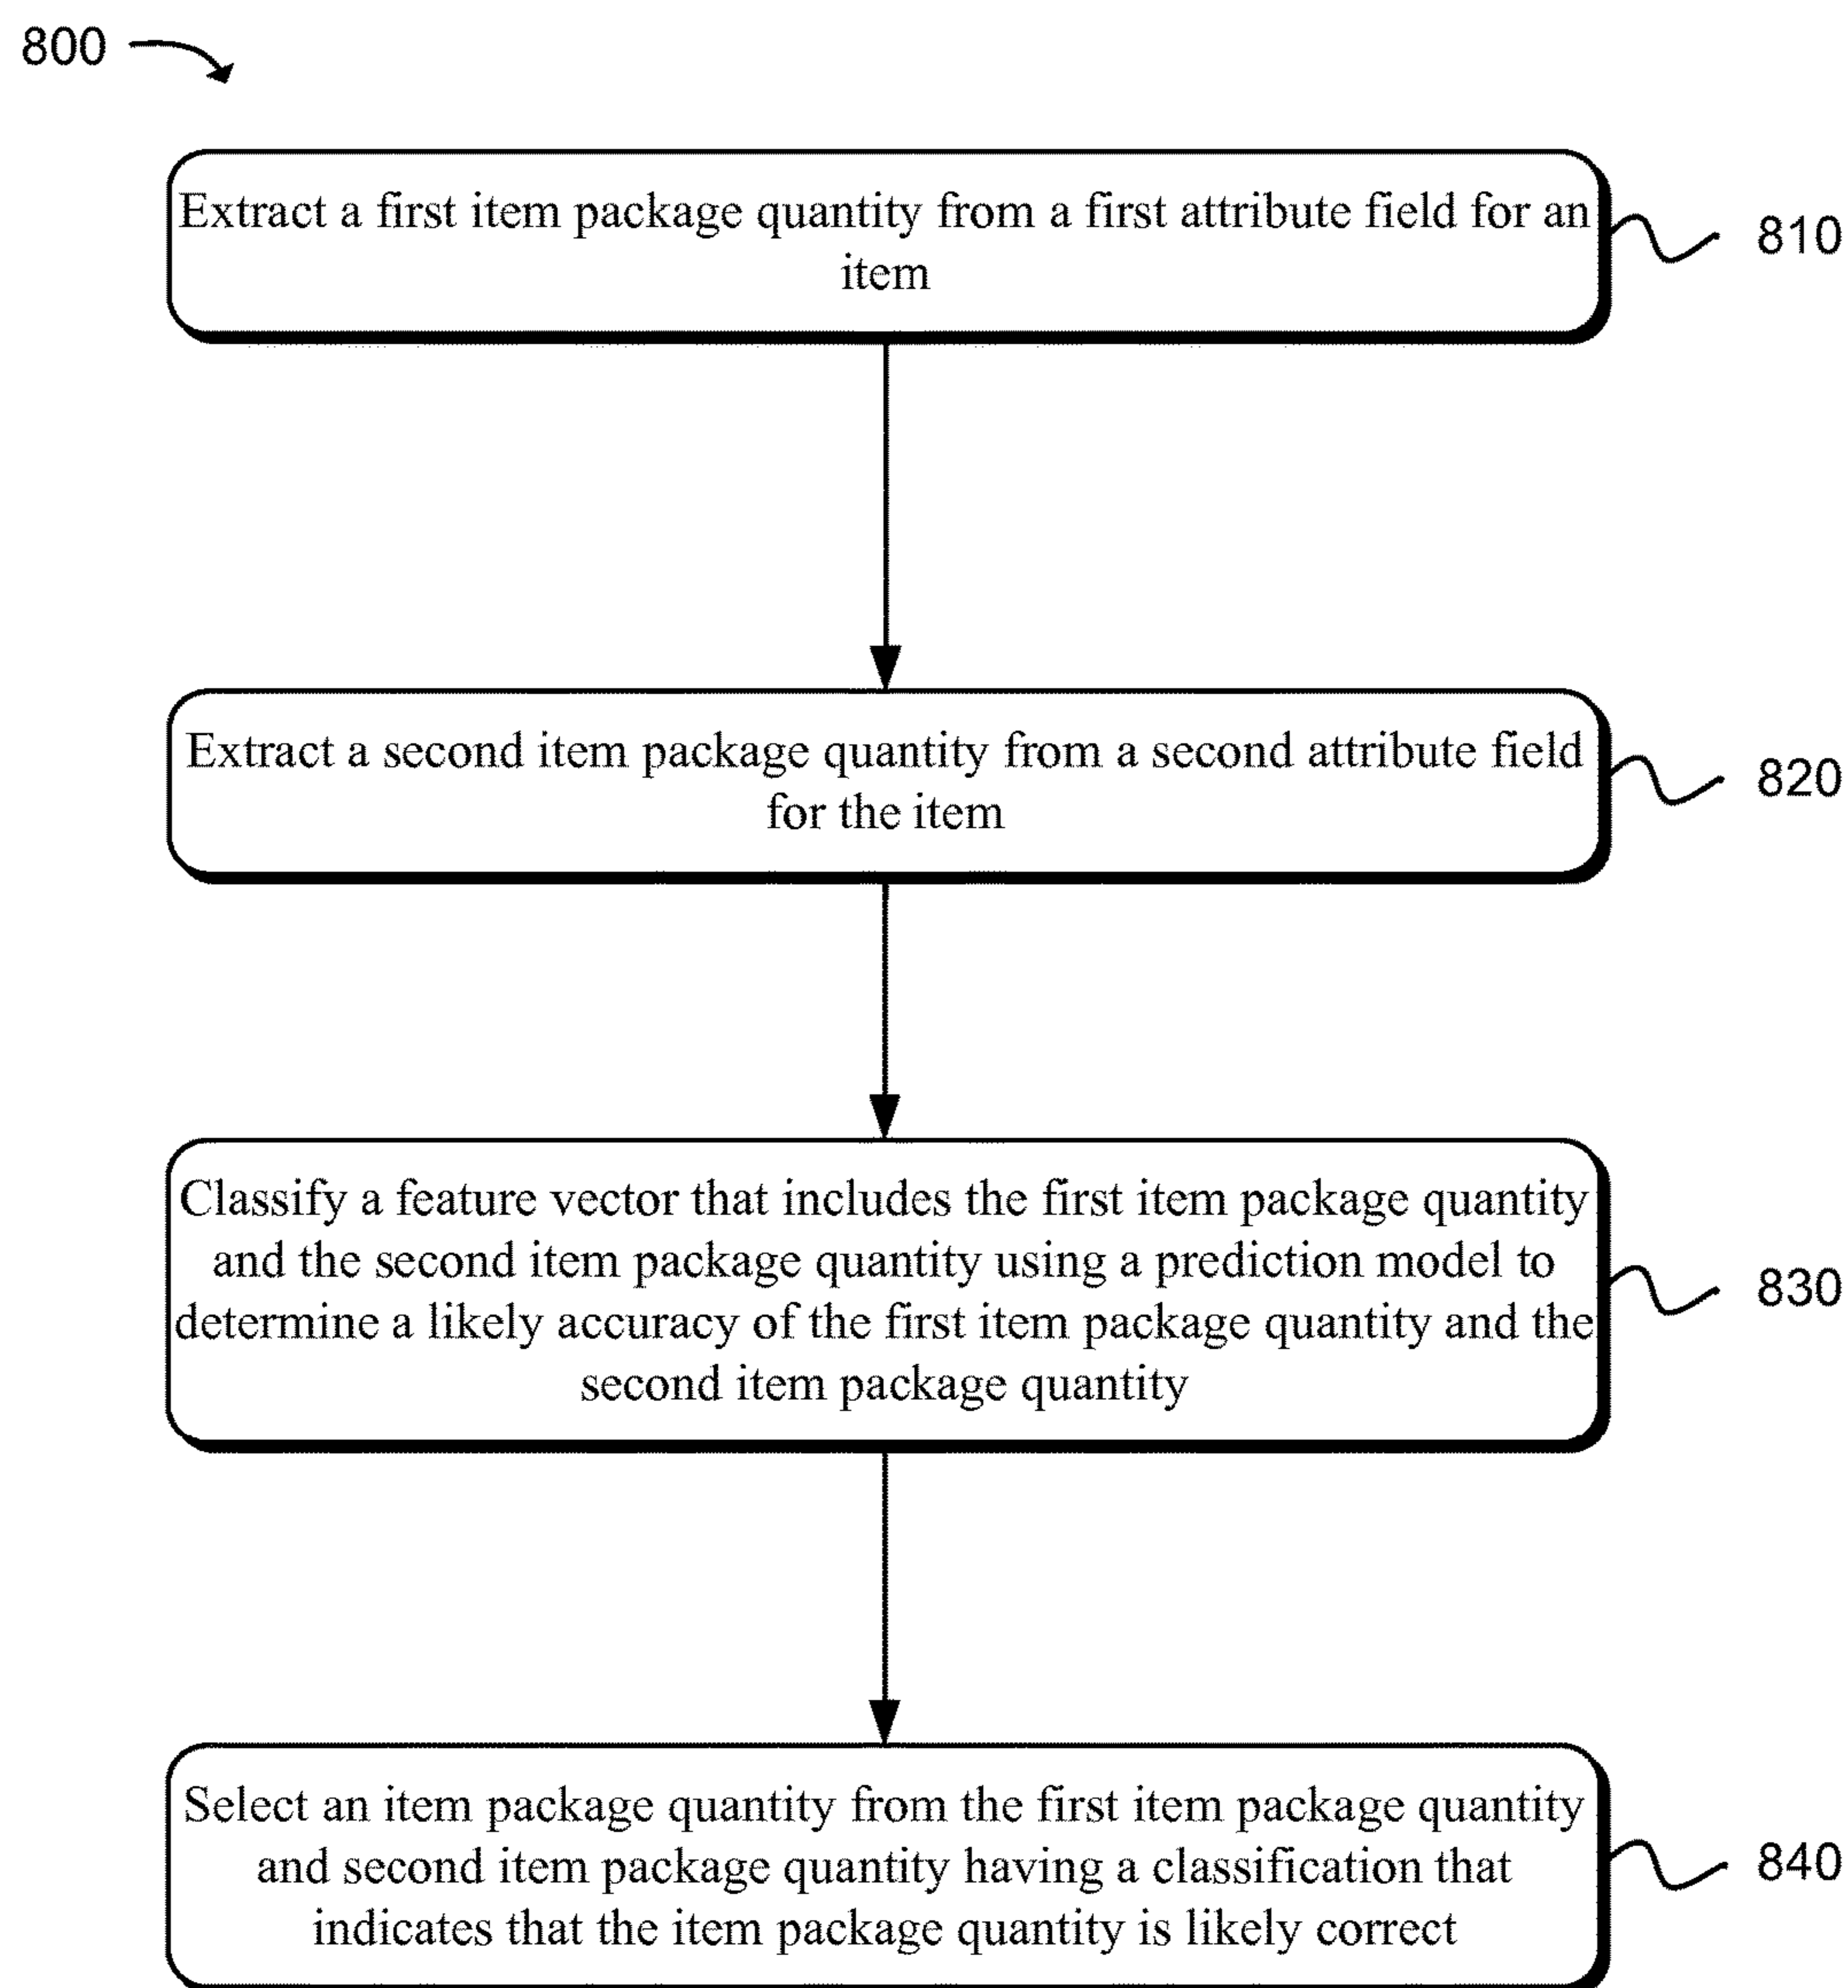 800
Extract a first item package quantity from a first attribute field for an
item
810
Extract a second item package quantity from a second attribute field
for the item
820
Classify a feature vector that includes the first item package quantity
and the second item package quantity using a prediction model to
determine a likely accuracy of the first item package quantity and the
second item package quantity
830
Select an item package quantity from the first item package quantity
and second item package quantity having a classification that
indicates that the item package quantity is likely correct
840